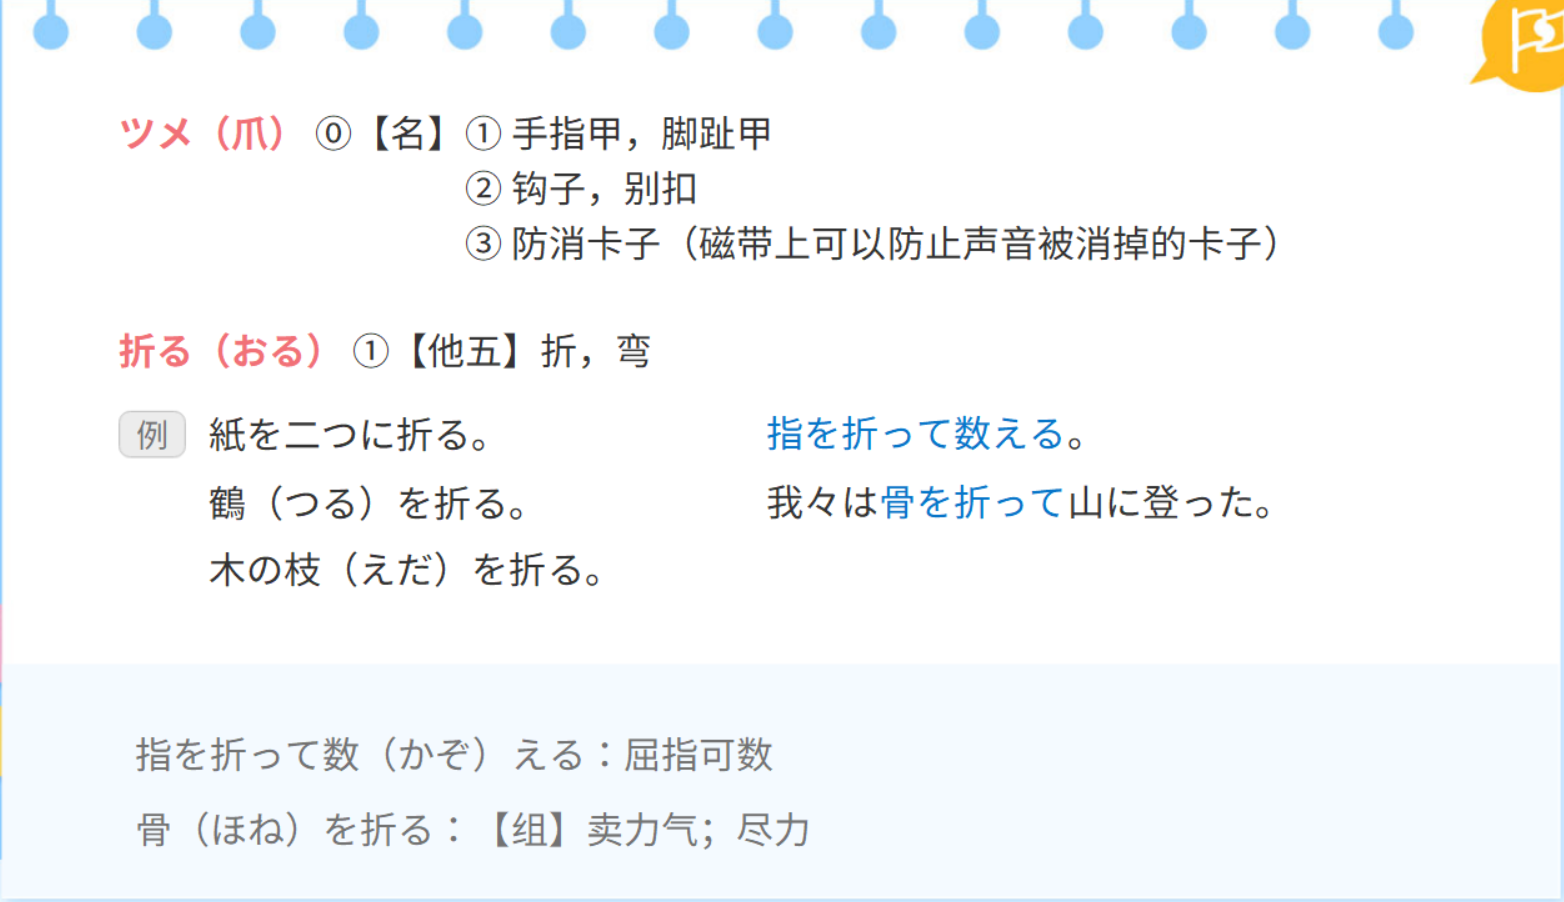 ツメ（爪） ⓪【名】① 手指甲，脚趾甲
② 钩子，别扣
③ 防消卡子（磁带上可以防止声音被消掉的卡子）
折る（おる） ①【他五】折，弯
例 紙を二つに折る。
鶴（つる）を折る。
木の枝（えだ）を折る。
指を折って数える。
我々は骨を折って山に登った。
指を折って数（かぞ）える：屈指可数
骨（ほね）を折る：【组】卖力气；尽力